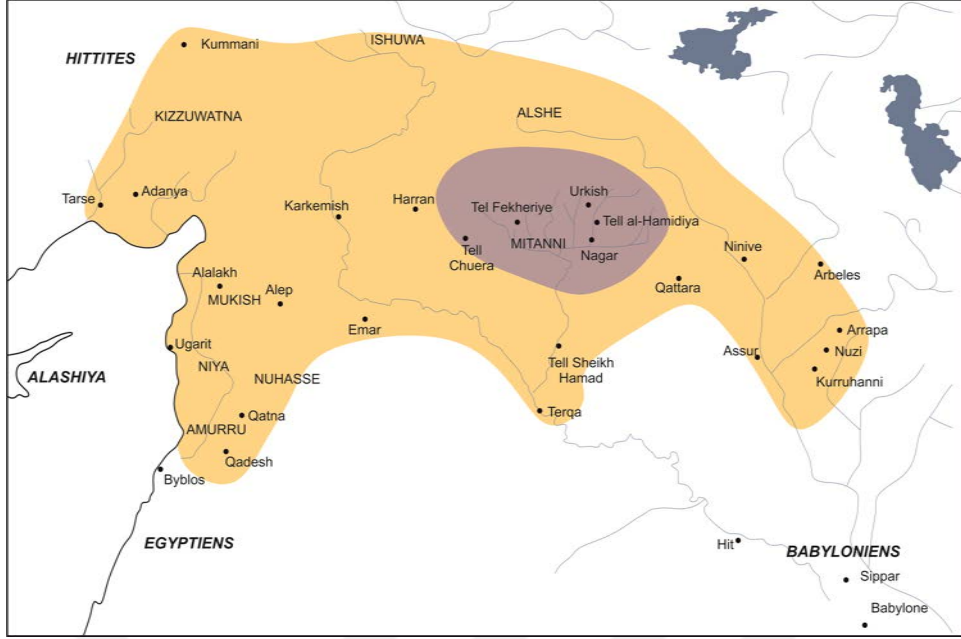 ISHUWA
Kummani
HITTITES
ALSHE
KIZZUWATNA
Adanya
Tarse
Urkish
Harran
Karkemish
Tel Fekheriye
Tell al-Hamidiya
MITANNI
Tell
Chuera
Nagar
Ninive
Arbeles
Alalakh
MUKISH
Alep
Qattara
Emar
Arrapa
Ugarit
Assur
Nuzi
NIYA
Tell Sheikh
Hamad
ALASHIYA
NUHASSE
Kurruhanni
Qatna
Terqa
AMURRU
Qadesh
Byblos
EGYPTIENS
Hit
BABYLONIENS
Sippar
Babylone